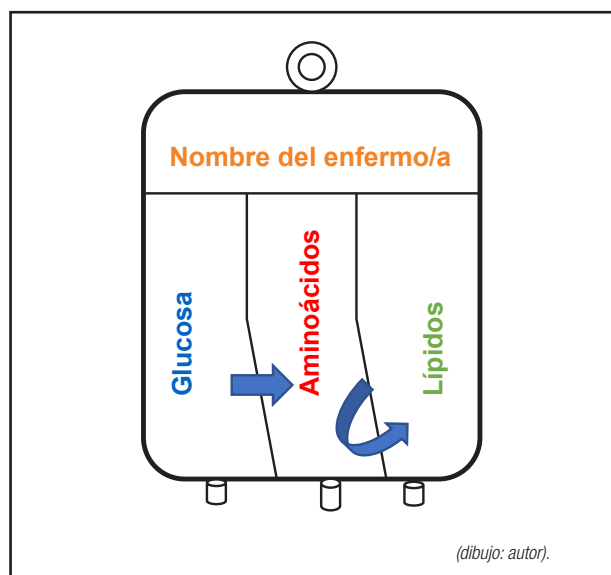 Nombre del enfermo/a
Glucosa
Aminoácidos
Lípidos
(dibujo: autor).